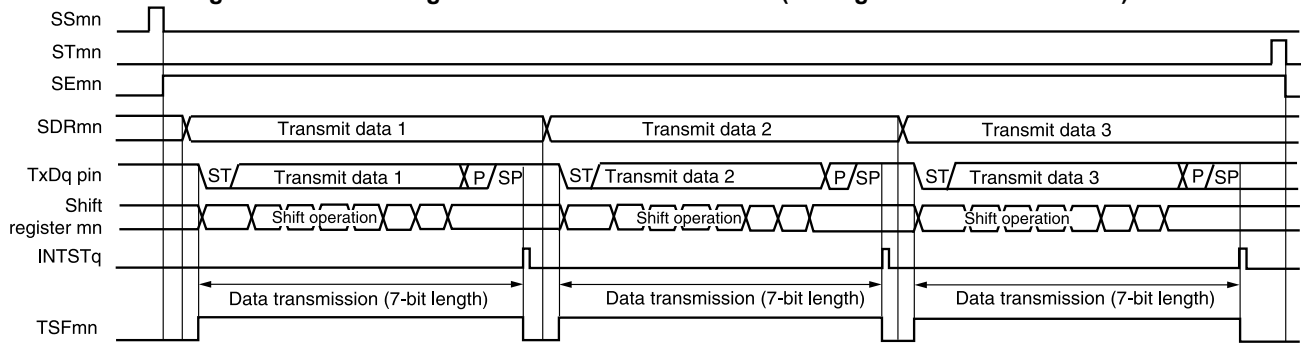 SSmn
STmn
SEmn
SDRmn Transmit data 1 Transmit data 2 Transmit data 3
TxDq pin ST Transmit data 1 P SP ST Transmit data 2 P SP ST Transmit data 3 P SP
Shift
register mn Shift operation Shift operation Shift operation
INTSTq
Data transmission (7-bit length) Data transmission (7-bit length) Data transmission (7-bit length)
TSFmn